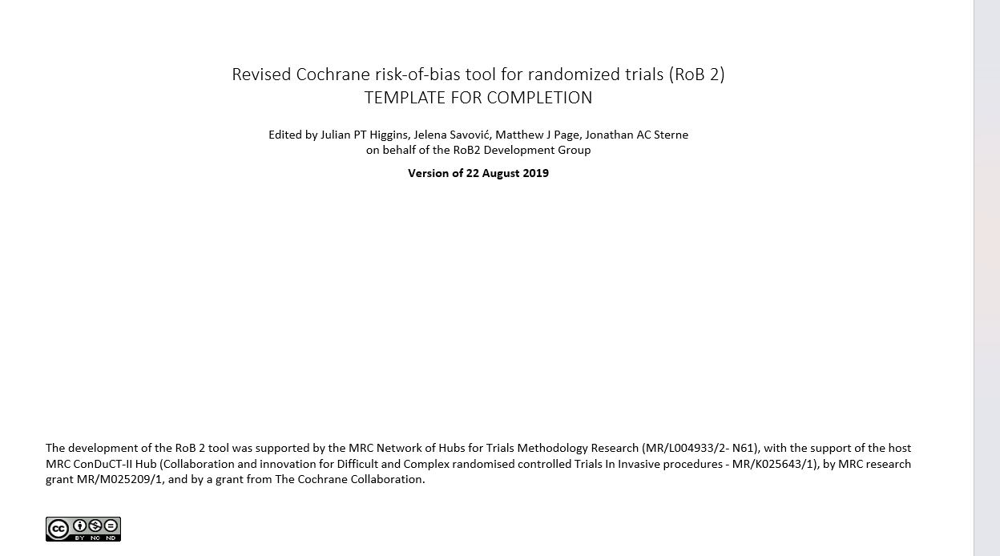 Revised Cochrane risk-of-bias tool for randomized trials (RoB 2)
TEMPLATE FOR COMPLETION
Edited by Julian PT Higgins, Jelena Savović, Matthew J Page, Jonathan AC Sterne
on behalf of the RoB2 Development Group
Version of 22 August 2019
The development of the RoB 2 tool was supported by the MRC Network of Hubs for Trials Methodology Research (MR/L004933/2- N61), with the support of the host
MRC ConDuCT-II Hub (Collaboration and innovation for Difficult and Complex randomised controlled Trials In Invasive procedures - MR/K025643/1), by MRC research
grant MR/M025209/1, and by a grant from The Cochrane Collaboration.
cc BY NC ND